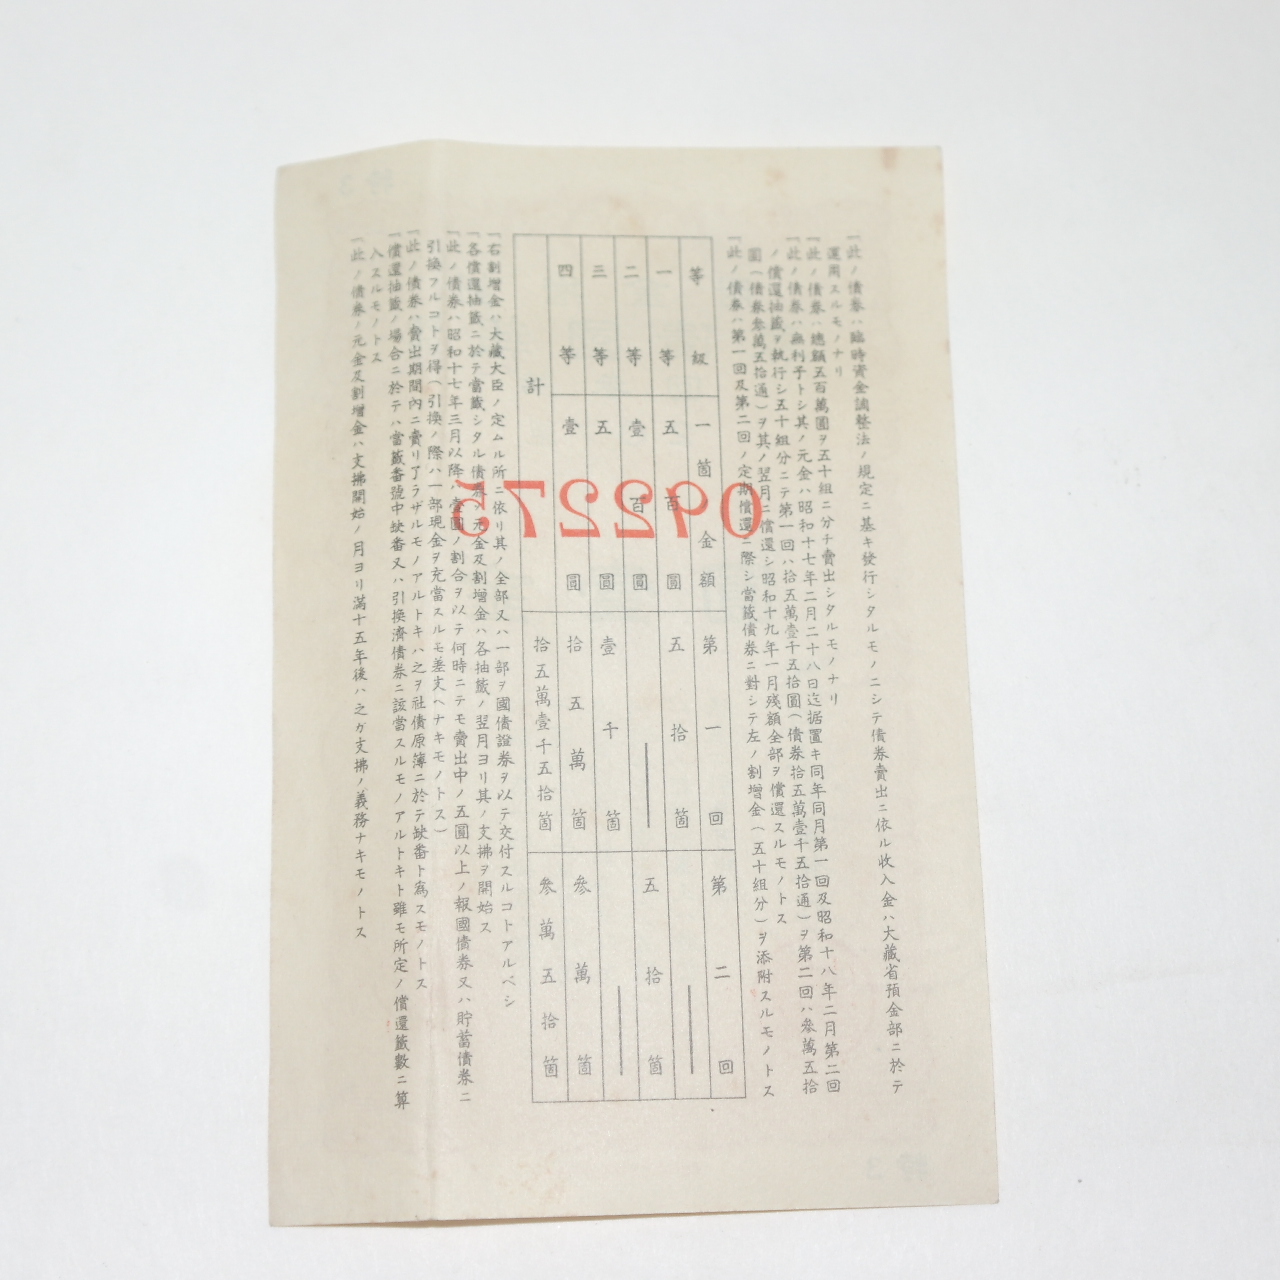 一此ノ債券ハ臨時資金調整法ノ規定ニ基キ發行シタルモノニシテ債券賣出ニ依ル收入金ハ大藏省預金部ニ於テ
運用スルモノナリ
一此ノ債券ハ總額五百萬圓ヲ五十組ニ分チ賣出シタルモノナリ
一此ノ債券ハ無利子トシ其ノ元金ハ昭和十七年二月二十八日迄据置キ同年同月第一回及昭和十八年二月第二回
ノ償還抽籤ヲ執行シ五十組分ニテ第一回ハ拾五萬壹千五拾圓(債券拾五萬壹千五拾通)ヲ第二回ハ參萬五拾
圓(債券參萬五拾通)ヲ其ノ翌月ニ償還シ昭和十九年一月殘額全部ヲ償還スルモノトス
一此ノ債券ハ第一回及第二回ノ定期償還ニ際シ當籤債券ニ對シテ左ノ割增金(五十組分)ヲ添附スルモノトス
等級 一箇金額 第一回 第二回
一等 五百圓 五拾箇 ―
二等 壹百圓 ― 五拾箇
三等 五圓 壹千箇 ―
四等 壹圓 拾五萬箇 參萬箇
計 拾五萬壹千五拾箇 參萬五拾箇
一右割增金ハ大藏大臣ノ定ムル所ニ依リ其ノ全部又ハ一部ヲ國債證券ヲ以テ交付スルコトアルベシ
一各償還抽籤ニ於テ當籤シタル債券ノ元金及割增金ハ各抽籤ノ翌月ヨリ其ノ支拂ヲ開始ス
一此ノ債券ハ昭和十七年三月以降ハ壹圓ノ割合ヲ以テ何時ニテモ賣出中ノ五圓以上ノ報國債券又ハ貯蓄債券ニ
引換フルコトヲ得(引換ノ際ハ一部現金ヲ充當スルモ差支ヘナキモノトス)
一此ノ債券ハ賣出期間內ニ賣リアラザルモノアルトキハ之ヲ社債原簿ニ於テ缺番ト爲スモノトス
一償還抽籤ノ場合ニ於テハ當籤番號中缺番又ハ引換濟債券ニ該當スルモノアルトキト雖モ所定ノ償還籤數ニ算
入スルモノトス
一此ノ債券ノ元金及割增金ハ支拂開始ノ月ヨリ滿十五年後ハ之ガ支拂ノ義務ナキモノトス
092275